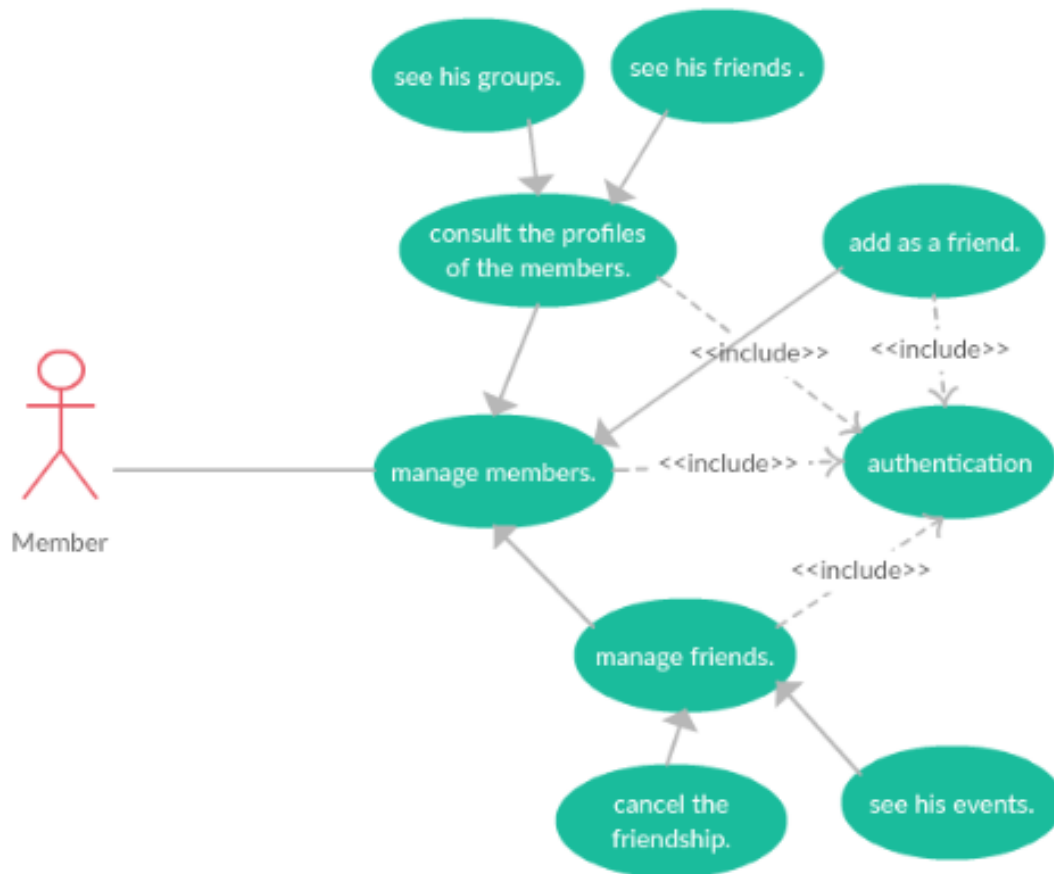 see his groups.
see his friends .
consult the profiles
of the members.
add as a friend.
<<include>>
<<include>>
manage members.
<<include>>
authentication
Member
<<include>>
manage friends.
cancel the
friendship.
see his events.